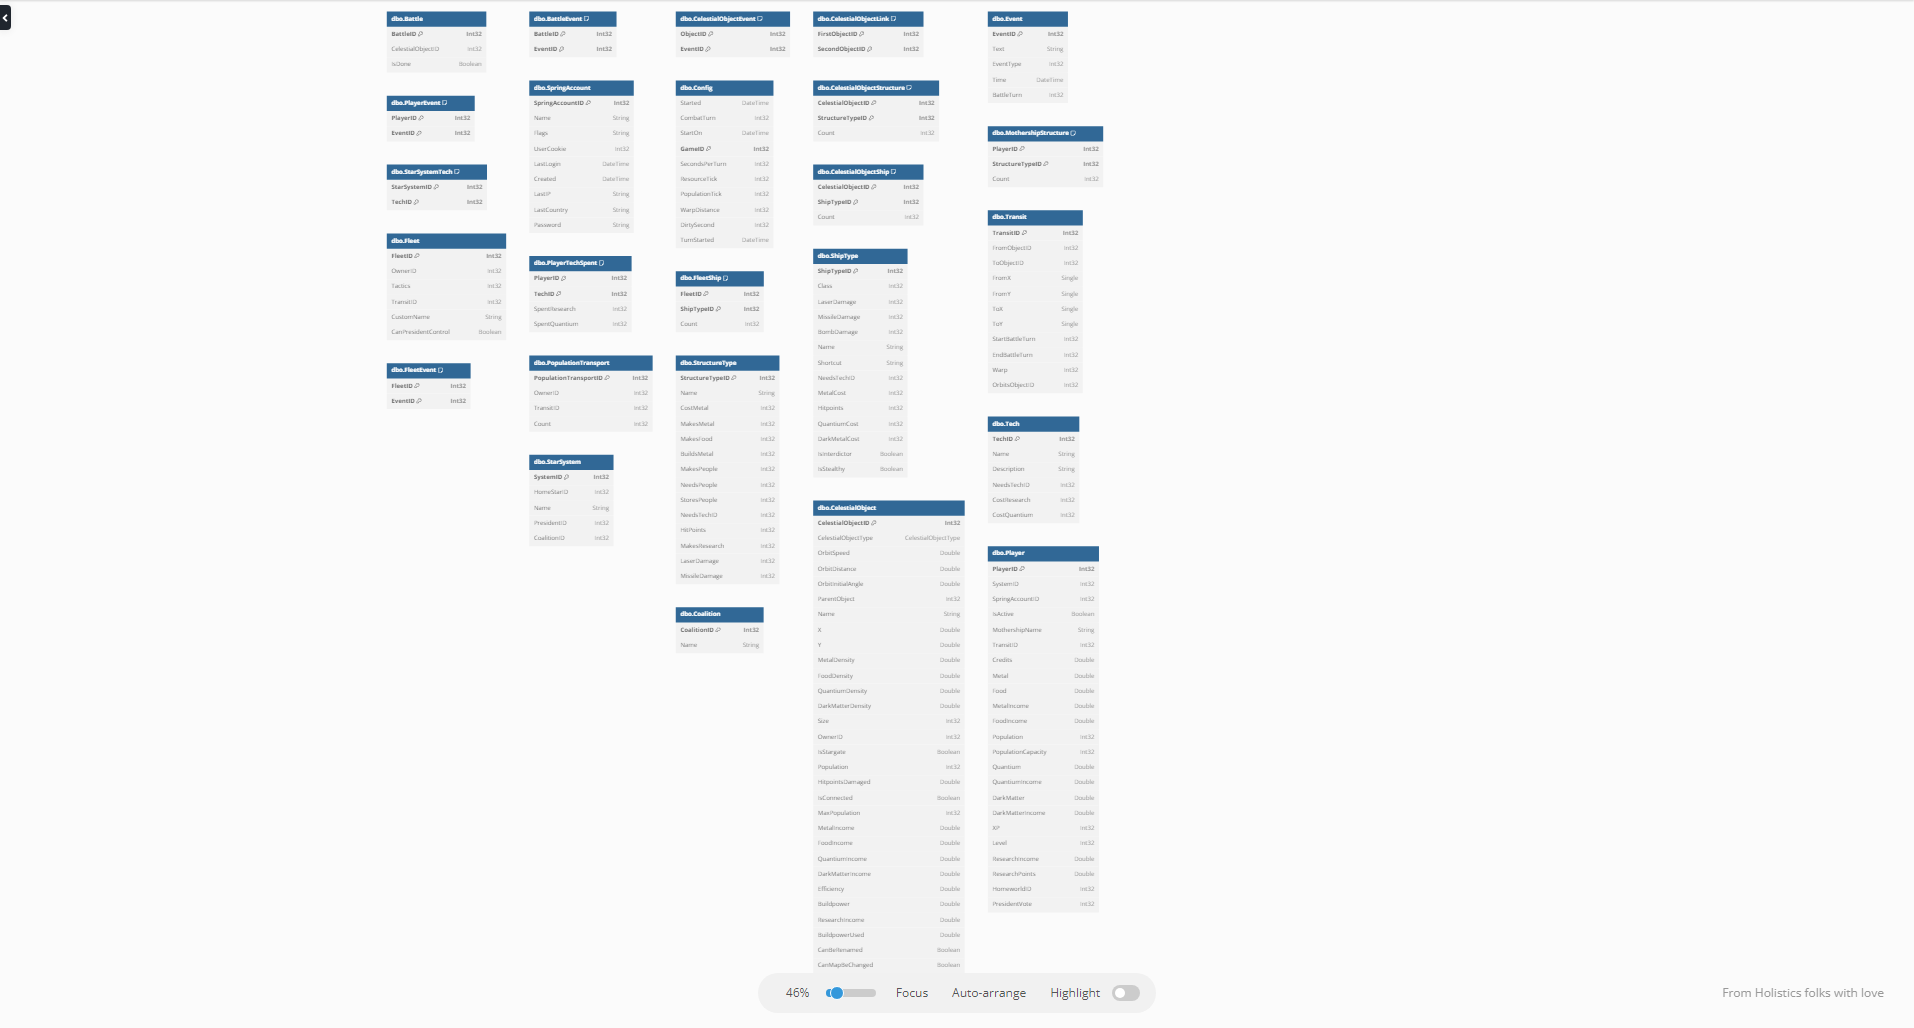 dbo.Battle
BattleID Int32
CelestialObjectID Int32
IsDone Boolean
dbo.PlayerEvent
PlayerID Int32
EventID Int32
dbo.StarSystemTech
StarSystemID Int32
TechID Int32
dbo.Fleet
FleetID Int32
OwnerID Int32
Tactics Int32
TransitID Int32
CustomName String
CanPresidentControl Boolean
dbo.FleetEvent
FleetID Int32
EventID Int32
dbo.BattleEvent
BattleID Int32
EventID Int32
dbo.SpringAccount
SpringAccountID Int32
Name String
Flags String
UserCookie Int32
LastLogin DateTime
Created DateTime
LastIP String
LastCountry String
Password String
dbo.PlayerTechSpent
PlayerID Int32
TechID Int32
SpentResearch Int32
SpentQuantium Int32
dbo.PopulationTransport
PopulationTransportID Int32
OwnerID Int32
TransitID Int32
Count Int32
dbo.StarSystem
SystemID Int32
HomeStarID Int32
Name String
PresidentID Int32
CoalitionID Int32
dbo.CelestialObjectEvent
ObjectID Int32
EventID Int32
dbo.Config
Started DateTime
CombatTurn Int32
StartOn DateTime
GameID Int32
SecondsPerTurn Int32
ResourceTick Int32
PopulationTick Int32
WarpDistance Int32
DirtySecond Int32
TurnStarted DateTime
dbo.FleetShip
FleetID Int32
ShipTypeID Int32
Count Int32
dbo.StructureType
StructureTypeID Int32
Name String
CostMetal Int32
MakesMetal Int32
MakesFood Int32
BuildsMetal Int32
MakesPeople Int32
NeedsPeople Int32
StoresPeople Int32
NeedsTechID Int32
HitPoints Int32
MakesResearch Int32
LaserDamage Int32
MissileDamage Int32
dbo.Coalition
CoalitionID Int32
Name String
dbo.CelestialObjectLink
FirstObjectID Int32
SecondObjectID Int32
dbo.CelestialObjectStructure
CelestialObjectID Int32
StructureTypeID Int32
Count Int32
dbo.CelestialObjectShip
CelestialObjectID Int32
ShipTypeID Int32
Count Int32
dbo.ShipType
ShipTypeID Int32
Class Int32
LaserDamage Int32
MissileDamage Int32
BombDamage Int32
Name String
Shortcut String
NeedsTechID Int32
MetalCost Int32
Hitpoints Int32
QuantiumCost Int32
DarkMetalCost Int32
IsInterdictor Boolean
IsStealthy Boolean
dbo.CelestialObject
CelestialObjectID Int32
CelestialObjectType CelestialObjectType
OrbitSpeed Double
OrbitDistance Double
OrbitInitialAngle Double
ParentObject Int32
Name String
X Double
Y Double
MetalDensity Double
FoodDensity Double
QuantiumDensity Double
DarkMatterDensity Double
Size Int32
OwnerID Int32
IsStargate Boolean
Population Int32
HitpointsDamaged Double
IsConnected Boolean
MaxPopulation Int32
MetalIncome Double
FoodIncome Double
QuantiumIncome Double
DarkMatterIncome Double
Efficiency Double
Buildpower Double
ResearchIncome Double
BuildpowerUsed Double
CanBeRenamed Boolean
CanMapBeChanged Boolean
dbo.Event
EventID Int32
Text String
EventType Int32
Time DateTime
BattleTurn Int32
dbo.MothershipStructure
PlayerID Int32
StructureTypeID Int32
Count Int32
dbo.Transit
TransitID Int32
FromObjectID Int32
ToObjectID Int32
FromX Single
FromY Single
ToX Single
ToY Single
StartBattleTurn Int32
EndBattleTurn Int32
Warp Int32
OrbitsObjectID Int32
dbo.Tech
TechID Int32
Name String
Description String
NeedsTechID Int32
CostResearch Int32
CostQuantium Int32
dbo.Player
PlayerID Int32
SystemID Int32
SpringAccountID Int32
IsActive Boolean
MothershipName String
TransitID Int32
Credits Double
Metal Double
Food Double
MetalIncome Double
FoodIncome Double
Population Int32
PopulationCapacity Int32
Quantium Double
QuantiumIncome Double
DarkMatter Double
DarkMatterIncome Double
XP Int32
Level Int32
ResearchIncome Double
ResearchPoints Double
HomeworldID Int32
PresidentVote Int32
46% Focus Auto-arrange Highlight
From Holistics folks with love